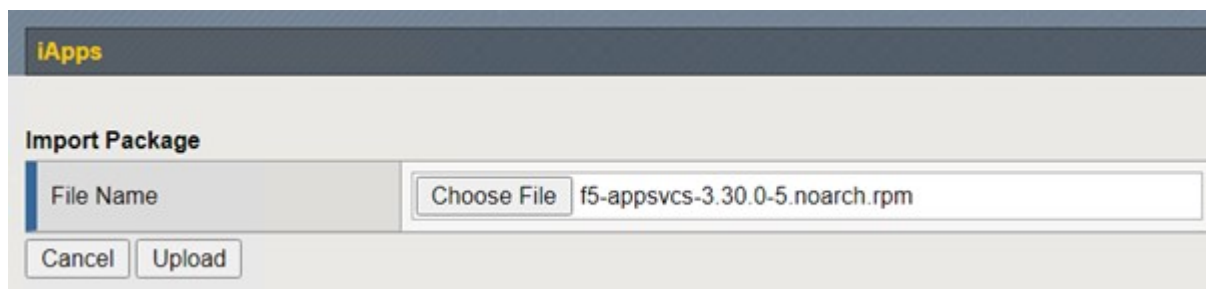 iApps
Import Package
File Name Choose File f5-appsvcs-3.30.0-5.noarch.rpm
Cancel Upload